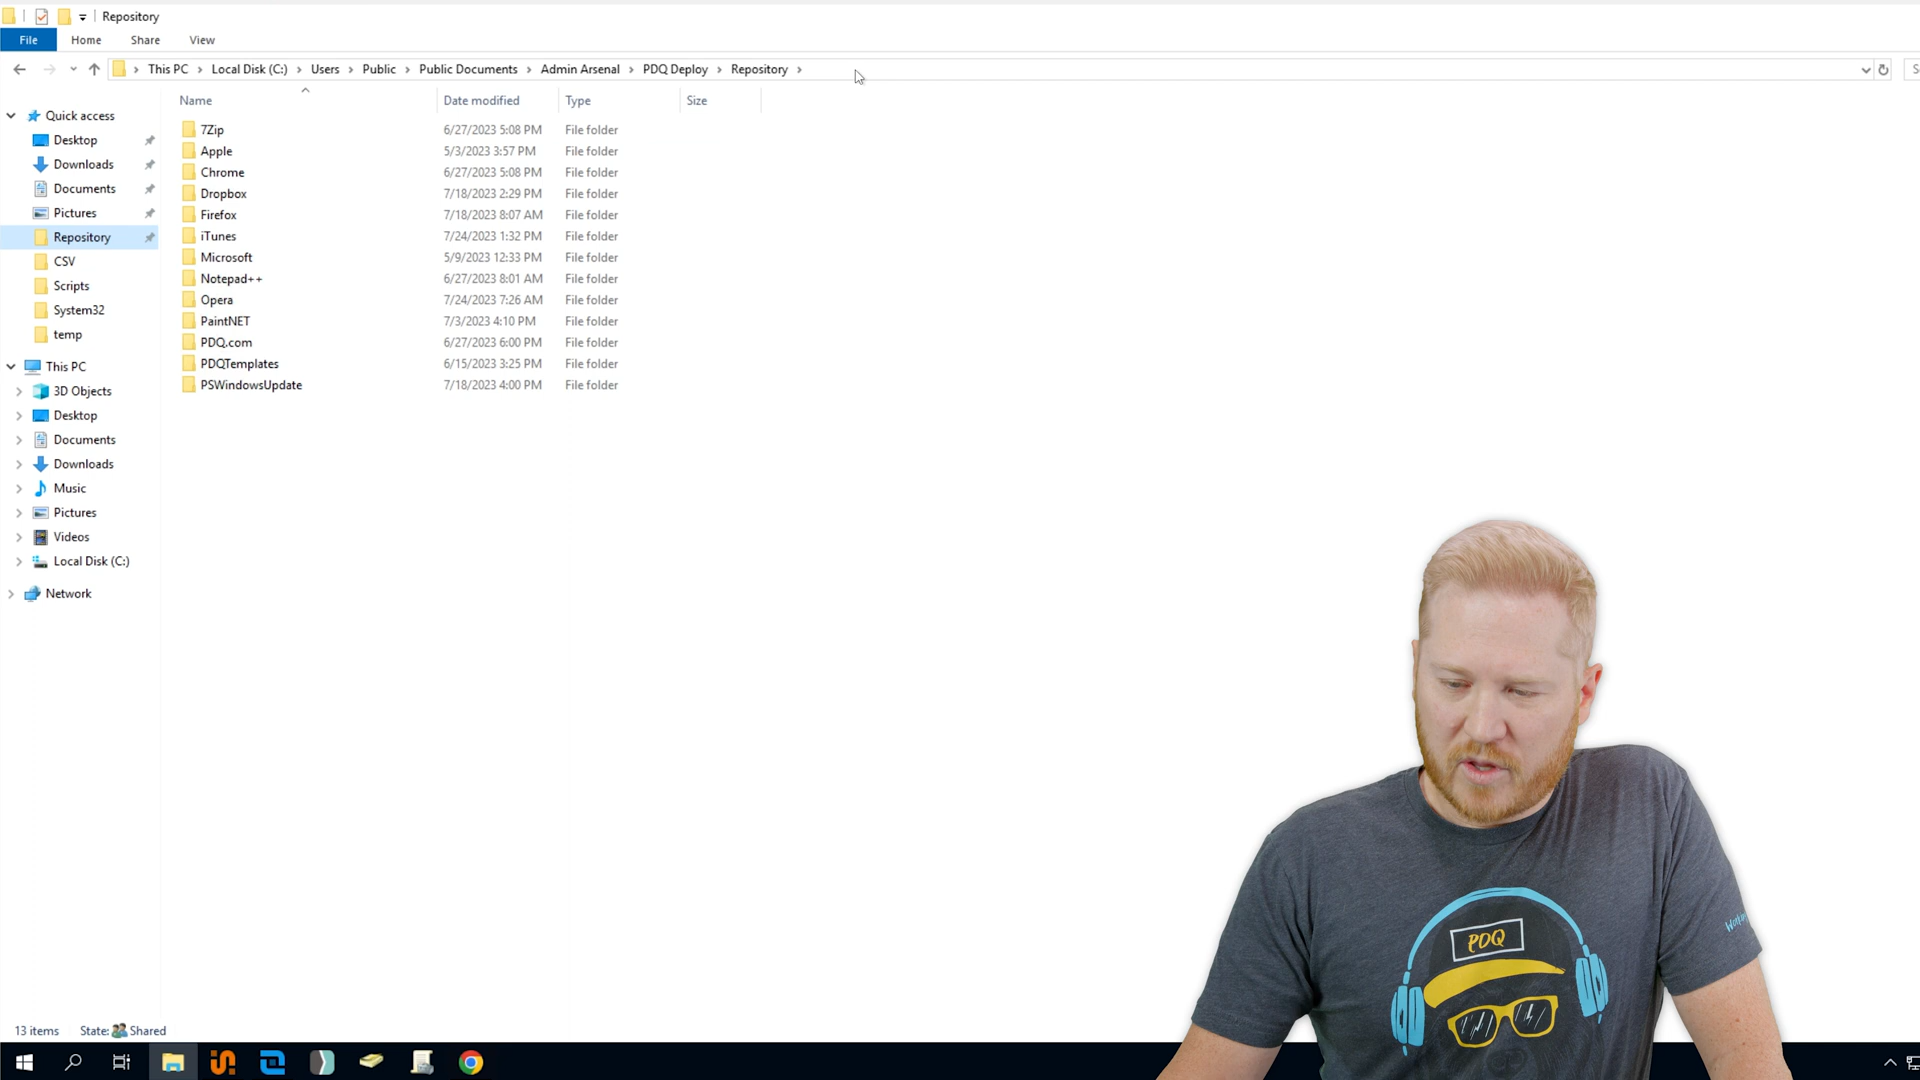 Repository
File Home Share View
This PC Local Disk (C:) Users Public Public Documents Admin Arsenal PDQ Deploy Repository
Name Date modified Type Size
Quick access
Desktop
Downloads
Documents
Pictures
Repository
CSV
Scripts
System32
temp
This PC
3D Objects
Desktop
Documents
Downloads
Music
Pictures
Videos
Local Disk (C:)
Network
7Zip 6/27/2023 5:08 PM File folder
Apple 5/3/2023 3:57 PM File folder
Chrome 6/27/2023 5:08 PM File folder
Dropbox 7/18/2023 2:29 PM File folder
Firefox 7/18/2023 8:07 AM File folder
iTunes 7/24/2023 1:32 PM File folder
Microsoft 5/9/2023 12:33 PM File folder
Notepad++ 6/27/2023 8:01 AM File folder
Opera 7/24/2023 7:26 AM File folder
PaintNET 7/3/2023 4:10 PM File folder
PDQ.com 6/27/2023 6:00 PM File folder
PDQTemplates 6/15/2023 3:25 PM File folder
PSWindowsUpdate 7/18/2023 4:00 PM File folder
PDQ
13 items State: Shared